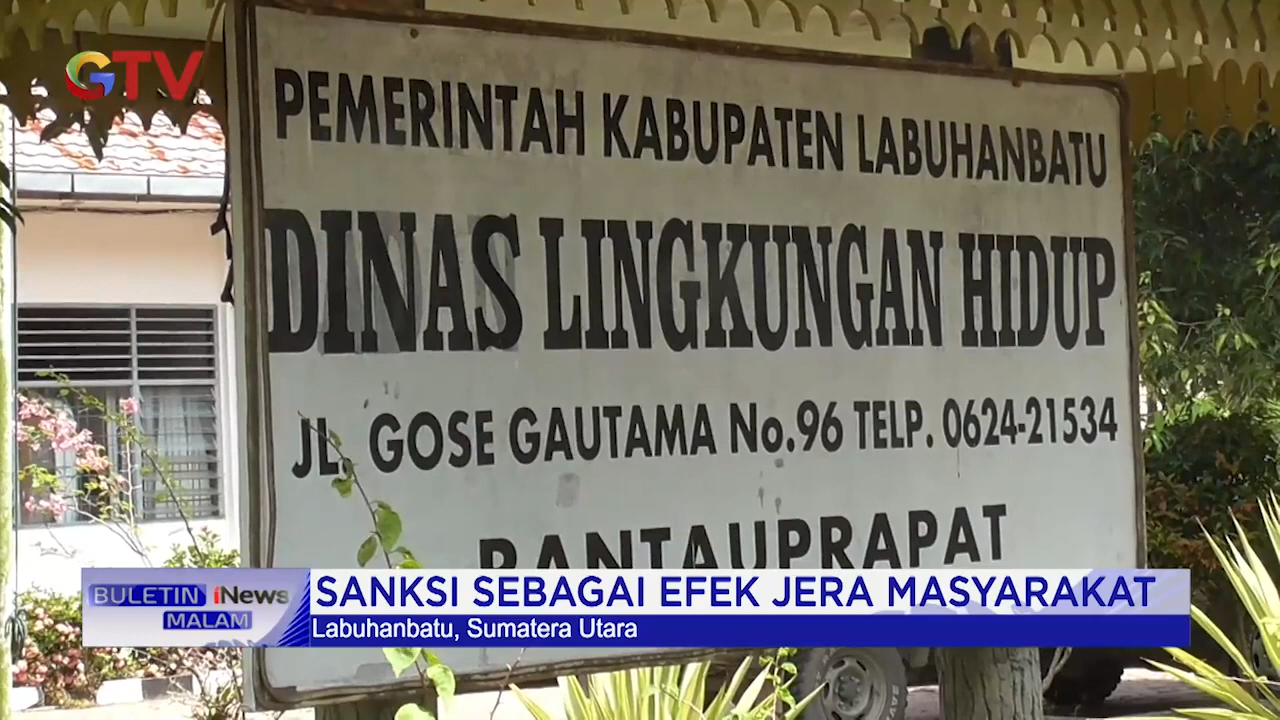 GTV
PEMERINTAH KABUPATEN LABUHANBATU
DINAS LINGKUNGAN HIDUP
JL. GOSE GAUTAMA No.96 TELP. 0624-21534
RANTAUPRAPAT
BULETIN iNews
MALAM
SANKSI SEBAGAI EFEK JERA MASYARAKAT
Labuhanbatu, Sumatera Utara